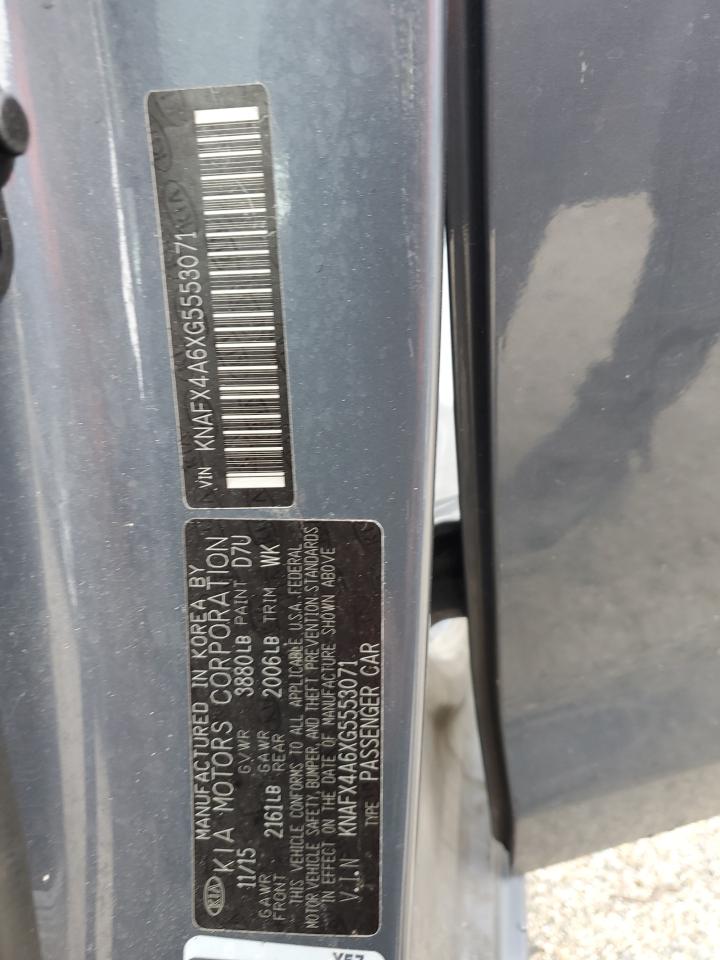 VIN KNAFX4A6XG5553071
MANUFACTURED IN KOREA BY
KIA KIA MOTORS CORPORATION
11/15 GVWR 3880LB PAINT D7U
GAWR FRONT 2161LB GAWR REAR 2006LB TRIM WK
THIS VEHICLE CONFORMS TO ALL APPLICABLE U.S.A. FEDERAL
MOTOR VEHICLE SAFETY, BUMPER, AND THEFT PREVENTION STANDARDS
IN EFFECT ON THE DATE OF MANUFACTURE SHOWN ABOVE
V.I.N KNAFX4A6XG5553071
TYPE PASSENGER CAR